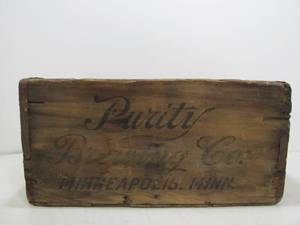 Purity
Brewing Co.
MINNEAPOLIS. MINN.